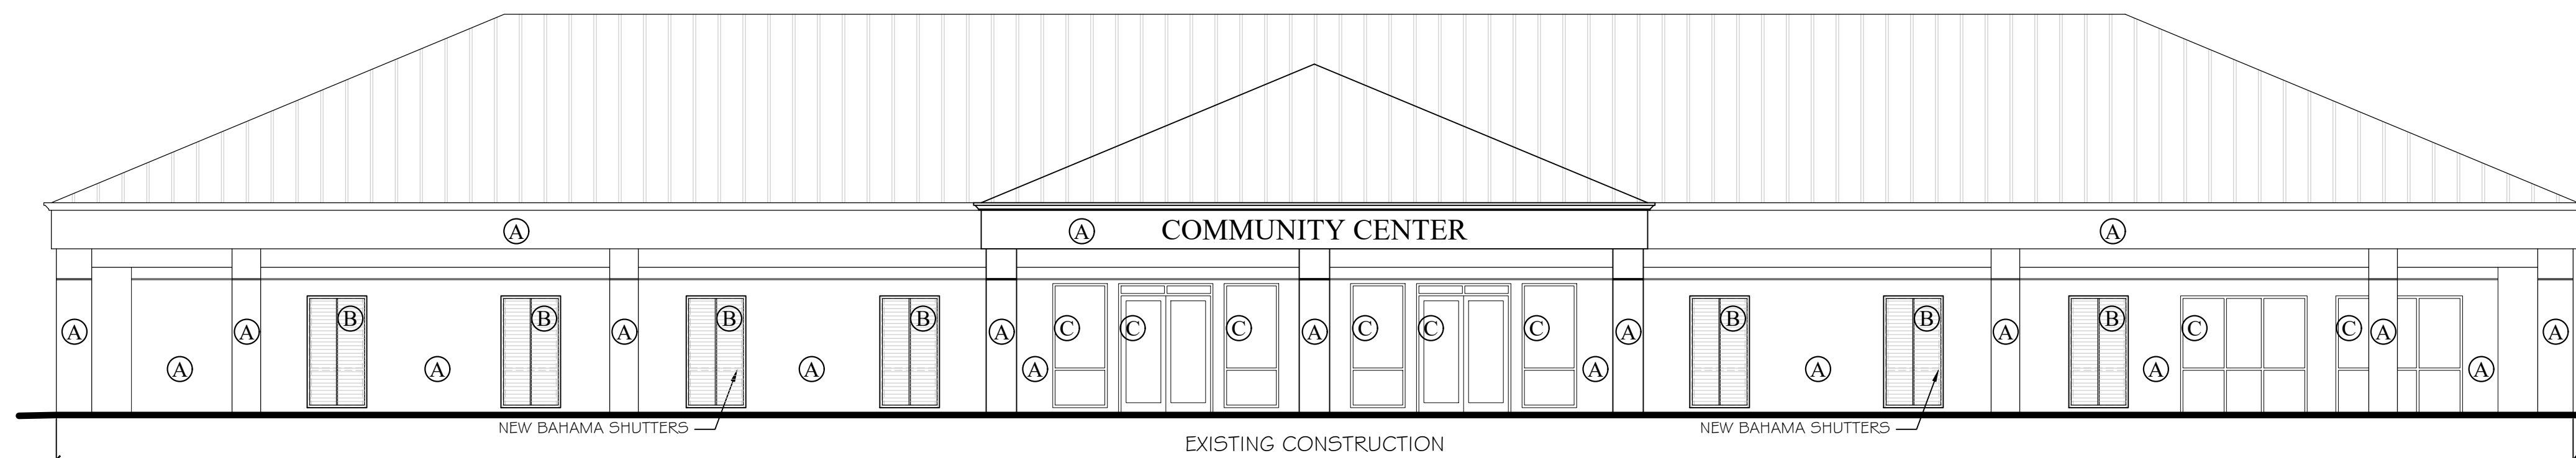 A A COMMUNITY CENTER A
B B B B B B B
A A A C C C A C C C A A C C A A
A A A A A A A A A
NEW BAHAMA SHUTTERS NEW BAHAMA SHUTTERS
EXISTING CONSTRUCTION